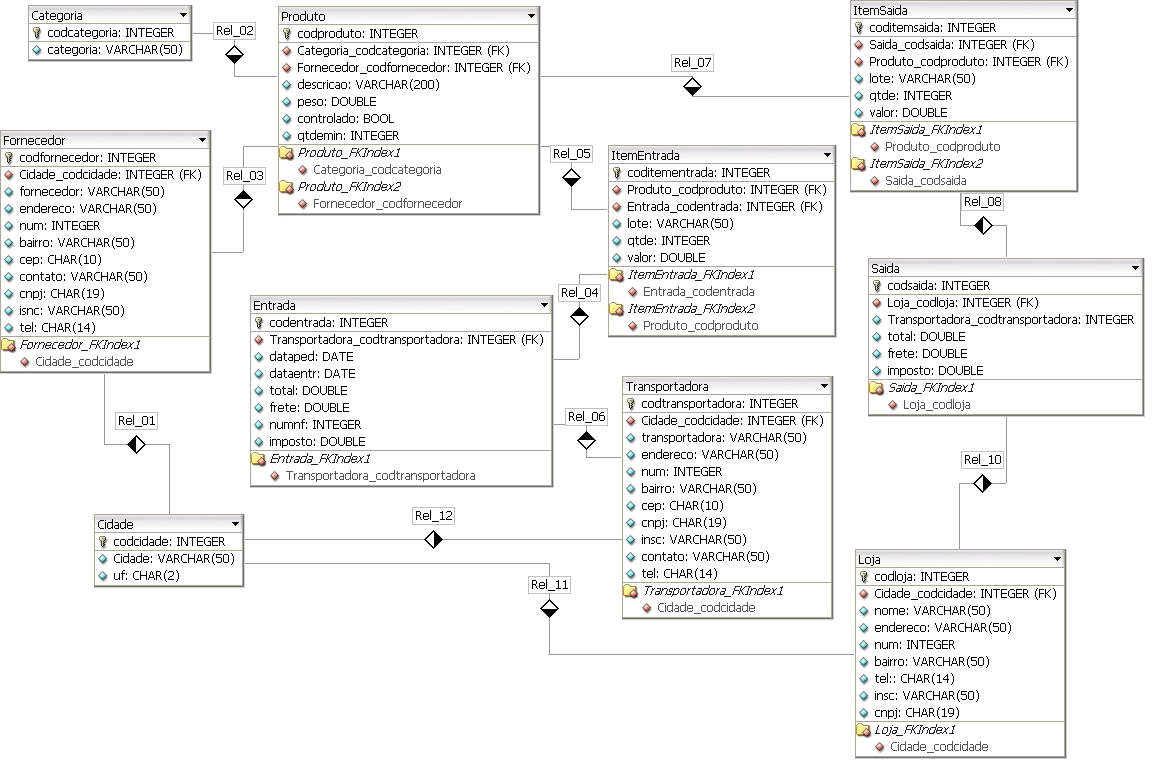 Categoria
codcategoria: INTEGER
categoria: VARCHAR(50)
Rel_02
Produto
codproduto: INTEGER
Categoria_codcategoria: INTEGER (FK)
Fornecedor_codfornecedor: INTEGER (FK)
descricao: VARCHAR(200)
peso: DOUBLE
controlado: BOOL
qtdemin: INTEGER
Produto_FKIndex1
Categoria_codcategoria
Produto_FKIndex2
Fornecedor_codfornecedor
Rel_07
ItemSaida
coditemsaida: INTEGER
Saida_codsaida: INTEGER (FK)
Produto_codproduto: INTEGER (FK)
lote: VARCHAR(50)
qtde: INTEGER
valor: DOUBLE
ItemSaida_FKIndex1
Produto_codproduto
ItemSaida_FKIndex2
Saida_codsaida
Fornecedor
codfornecedor: INTEGER
Cidade_codcidade: INTEGER (FK)
fornecedor: VARCHAR(50)
endereco: VARCHAR(50)
num: INTEGER
bairro: VARCHAR(50)
cep: CHAR(10)
contato: VARCHAR(50)
cnpj: CHAR(19)
isnc: VARCHAR(50)
tel: CHAR(14)
Fornecedor_FKIndex1
Cidade_codcidade
Rel_03
Rel_05
ItemEntrada
coditementrada: INTEGER
Produto_codproduto: INTEGER (FK)
Entrada_codentrada: INTEGER (FK)
lote: VARCHAR(50)
qtde: INTEGER
valor: DOUBLE
ItemEntrada_FKIndex1
Entrada_codentrada
ItemEntrada_FKIndex2
Produto_codproduto
Rel_08
Saida
codsaida: INTEGER
Loja_codloja: INTEGER (FK)
Transportadora_codtransportadora: INTEGER
total: DOUBLE
frete: DOUBLE
imposto: DOUBLE
Saida_FKIndex1
Loja_codloja
Rel_04
Entrada
codentrada: INTEGER
Transportadora_codtransportadora: INTEGER (FK)
dataped: DATE
dataentr: DATE
total: DOUBLE
frete: DOUBLE
numnf: INTEGER
imposto: DOUBLE
Entrada_FKIndex1
Transportadora_codtransportadora
Rel_06
Transportadora
codtransportadora: INTEGER
Cidade_codcidade: INTEGER (FK)
transportadora: VARCHAR(50)
endereco: VARCHAR(50)
num: INTEGER
bairro: VARCHAR(50)
cep: CHAR(10)
cnpj: CHAR(19)
insc: VARCHAR(50)
contato: VARCHAR(50)
tel: CHAR(14)
Transportadora_FKIndex1
Cidade_codcidade
Rel_01
Rel_10
Cidade
codcidade: INTEGER
Cidade: VARCHAR(50)
uf: CHAR(2)
Rel_12
Rel_11
Loja
codloja: INTEGER
Cidade_codcidade: INTEGER (FK)
nome: VARCHAR(50)
endereco: VARCHAR(50)
num: INTEGER
bairro: VARCHAR(50)
tel:: CHAR(14)
insc: VARCHAR(50)
cnpj: CHAR(19)
Loja_FKIndex1
Cidade_codcidade